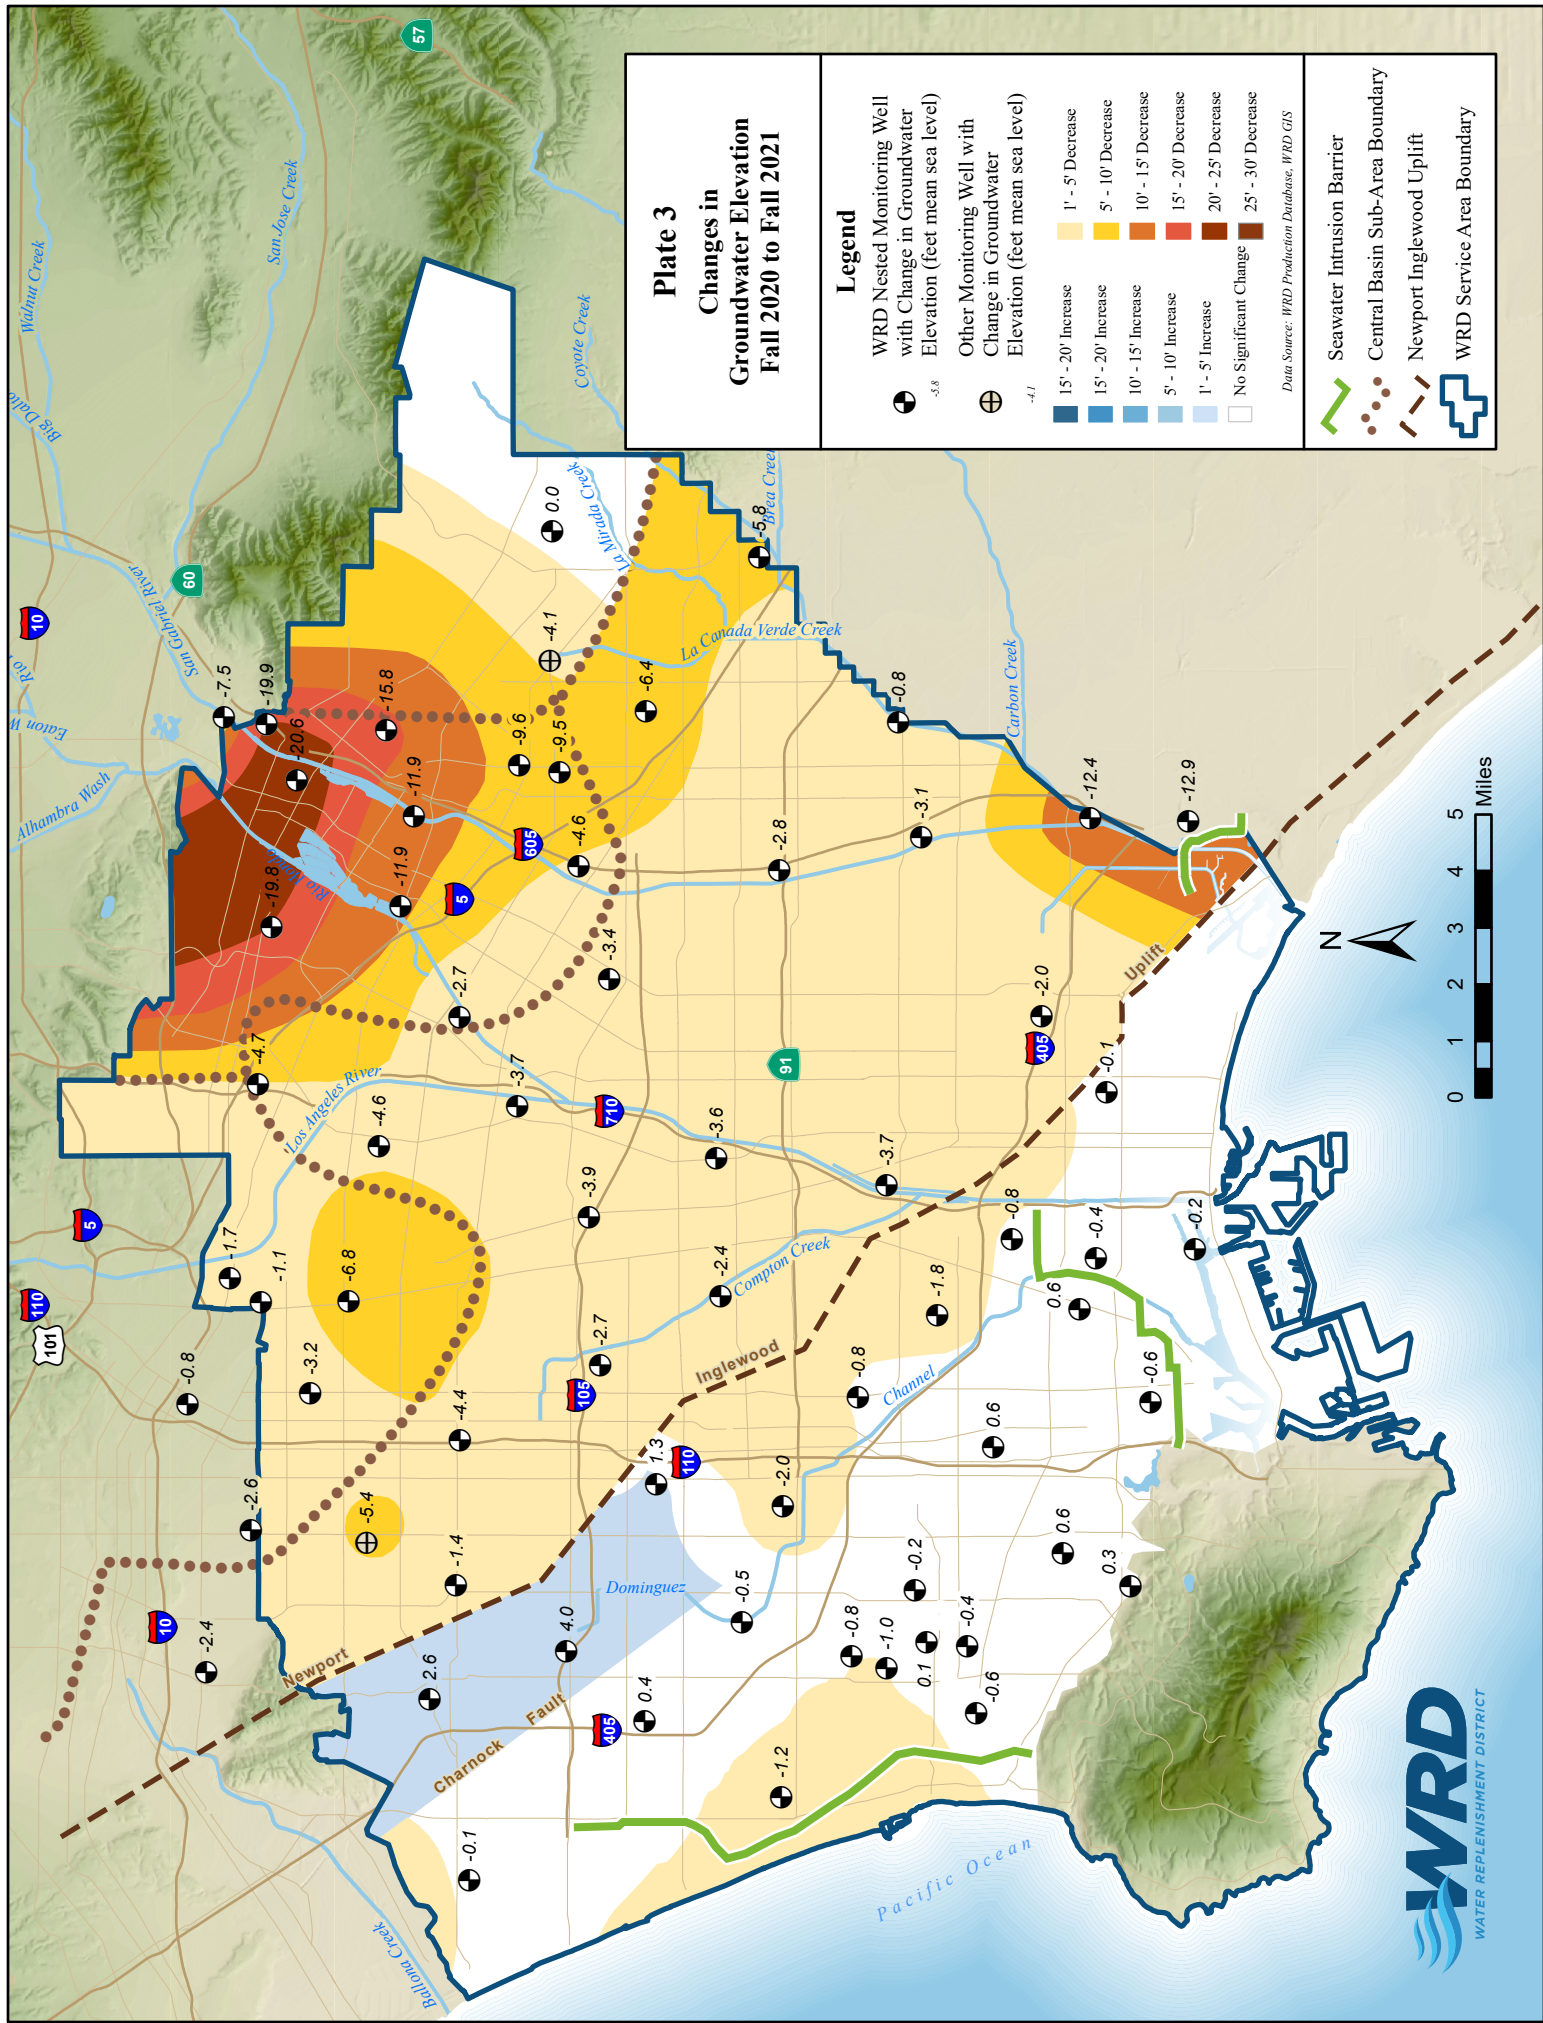 Plate 3
Changes in
Groundwater Elevation
Fall 2020 to Fall 2021
Legend
WRD Nested Monitoring Well
with Change in Groundwater
Elevation (feet mean sea level)
-5.8
Other Monitoring Well with
Change in Groundwater
Elevation (feet mean sea level)
-4.1
15' - 20' Increase
15' - 20' Increase
10' - 15' Increase
5' - 10' Increase
1' - 5' Increase
No Significant Change
1' - 5' Decrease
5' - 10' Decrease
10' - 15' Decrease
15' - 20' Decrease
20' - 25' Decrease
25' - 30' Decrease
Data Source: WRD Production Database, WRD GIS
Seawater Intrusion Barrier
Central Basin Sub-Area Boundary
Newport Inglewood Uplift
WRD Service Area Boundary
Walnut Creek
San Jose Creek
Big Dalto
Coyote Creek
57
60
10
San Gabriel River
Rio
Eaton W
Alhambra Wash
Rio Hondo
La Mirada Creek
Brea Creek
La Canada Verde Creek
Carbon Creek
Los Angeles River
Compton Creek
Dominguez
Channel
Ballona Creek
Pacific Ocean
Newport
Inglewood
Uplift
Charnock
Fault
5
110
101
10
605
5
710
91
405
105
110
405
-7.5
-19.9
-20.6
-15.8
-19.8
-11.9
-11.9
-9.6
-9.5
-4.1
0.0
-6.4
-5.8
-4.6
-3.4
-2.7
-4.7
-3.7
-4.6
-2.8
-3.1
-0.8
-12.4
-12.9
-2.0
-0.1
-3.6
-3.7
-3.9
-2.4
-2.7
-1.7
-1.1
-6.8
-3.2
-0.8
-4.4
-2.6
-5.4
-1.4
-2.4
2.6
4.0
1.3
0.4
-0.1
-0.5
-2.0
-0.8
-1.8
-0.8
-0.4
-0.2
0.6
-0.6
0.6
-0.2
0.6
0.3
-0.8
-1.0
0.1
-0.4
-0.6
-1.2
N
0 1 2 3 4 5
Miles
WRD
WATER REPLENISHMENT DISTRICT